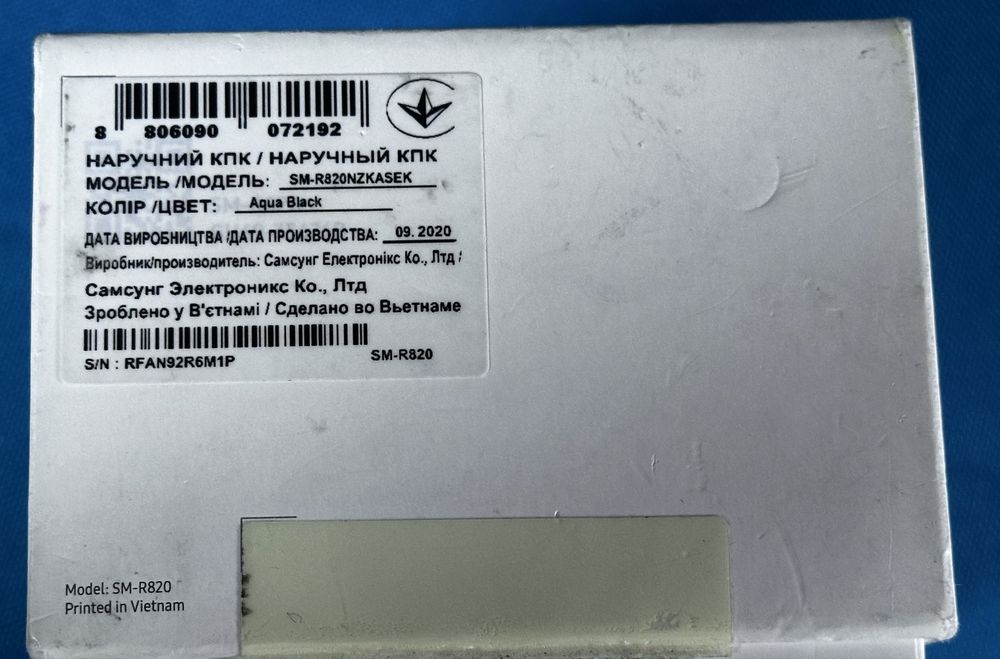 8 806090 072192
НАРУЧНИЙ КПК / НАРУЧНЫЙ КПК
МОДЕЛЬ /МОДЕЛЬ: SM-R820NZKASEK
КОЛІР /ЦВЕТ: Aqua Black
ДАТА ВИРОБНИЦТВА /ДАТА ПРОИЗВОДСТВА: 09.2020
Виробник/производитель: Самсунг Електронікс Ко., Лтд /
Самсунг Электроникс Ко., Лтд
Зроблено у В'єтнамі / Сделано во Вьетнаме
S/N : RFAN92R6M1P SM-R820
Model: SM-R820
Printed in Vietnam